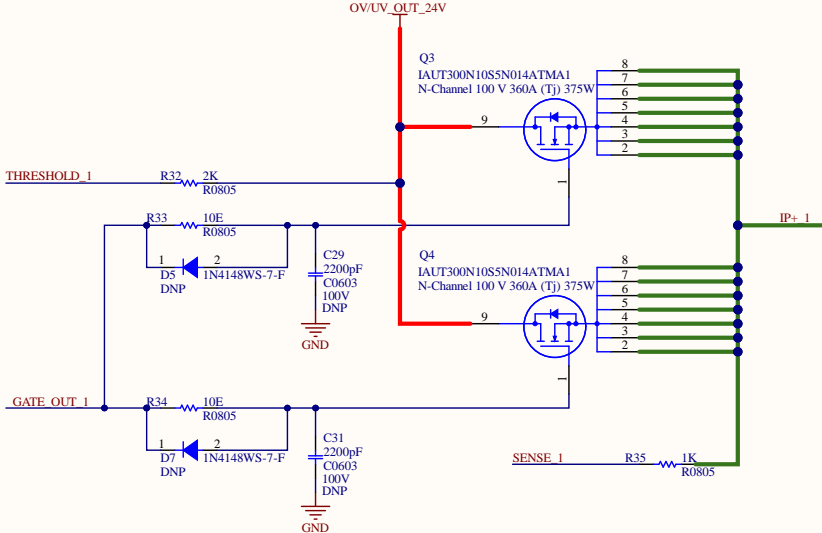 OV/UV_OUT_24V
Q3
IAUT300N10S5N014ATMA1
N-Channel 100 V 360A (Tj) 375W
8
7
6
5
4
3
2
9
1
THRESHOLD_1
R32
2K
R0805
R33
10E
R0805
1
2
D5
1N4148WS-7-F
DNP
C29
2200pF
C0603
100V
DNP
GND
IP+_1
Q4
IAUT300N10S5N014ATMA1
N-Channel 100 V 360A (Tj) 375W
8
7
6
5
4
3
2
9
1
GATE_OUT_1
R34
10E
R0805
1
2
D7
1N4148WS-7-F
DNP
C31
2200pF
C0603
100V
DNP
GND
SENSE_1
R35
1K
R0805